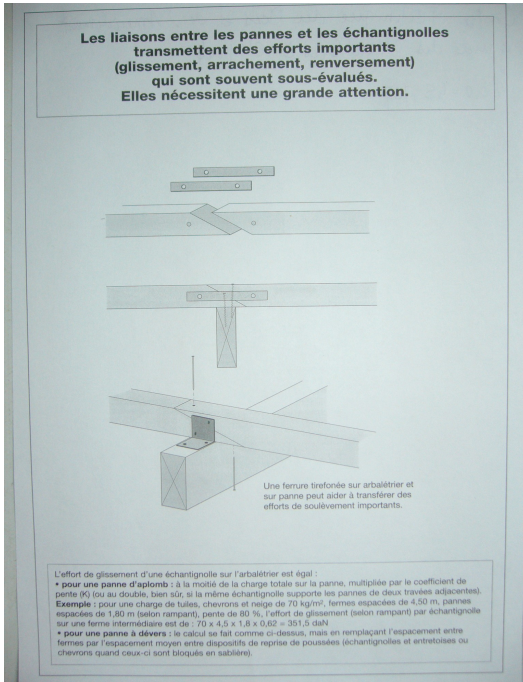 Les liaisons entre les pannes et les échantignolles
transmettent des efforts importants
(glissement, arrachement, renversement)
qui sont souvent sous-évalués.
Elles nécessitent une grande attention.
Une ferrure tirefonée sur arbalétrier et
sur panne peut aider à transférer des
efforts de soulèvement importants.
L'effort de glissement d'une échantignolle sur l'arbalétrier est égal :
• pour une panne d'aplomb : à la moitié de la charge totale sur la panne, multipliée par le coefficient de
pente (K) (ou au double, bien sûr, si la même échantignolle supporte les pannes de deux travées adjacentes).
Exemple : pour une charge de tuiles, chevrons et neige de 70 kg/m², fermes espacées de 4,50 m, pannes
espacées de 1,80 m (selon rampant), pente de 80 %, l'effort de glissement (selon rampant) par échantignolle
sur une ferme intermédiaire est de : 70 x 4,5 x 1,8 x 0,62 = 351,5 daN
• pour une panne à dévers : le calcul se fait comme ci-dessus, mais en remplaçant l'espacement entre
fermes par l'espacement moyen entre dispositifs de reprise de poussées (échantignolles et entretoises ou
chevrons quand ceux-ci sont bloqués en sablière).